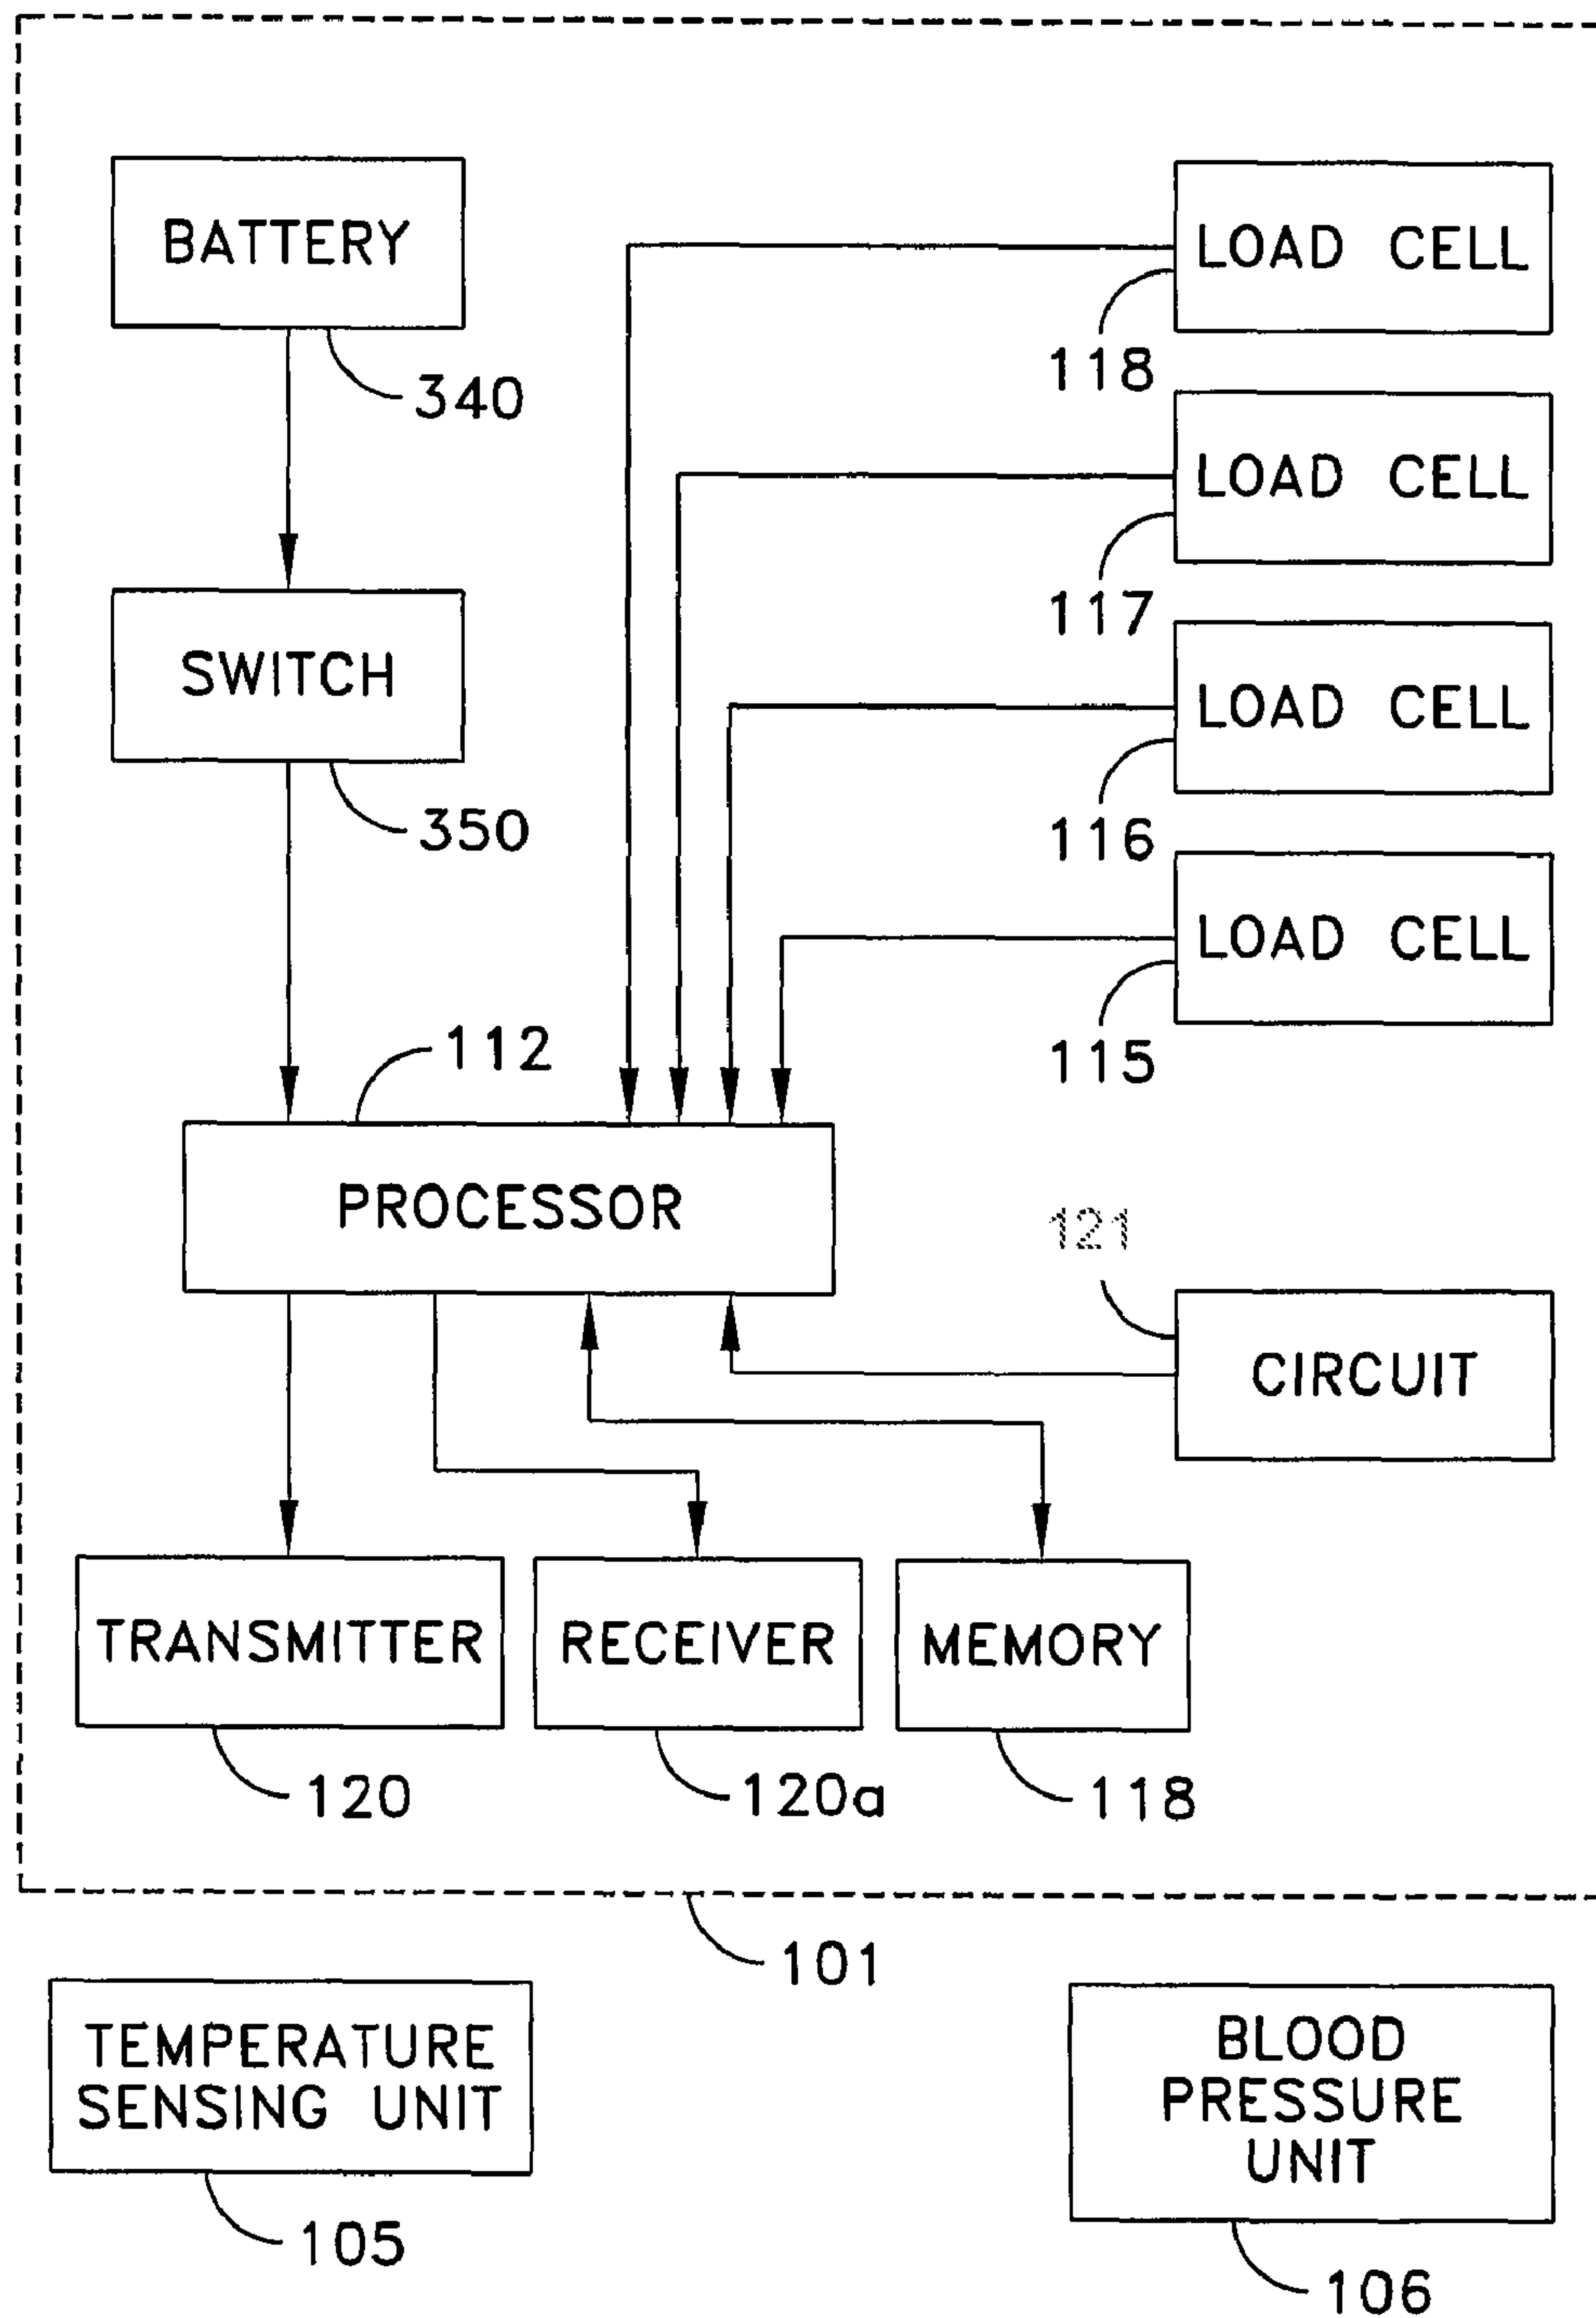 BATTERY
340
LOAD CELL
118
LOAD CELL
117
SWITCH
350
LOAD CELL
116
LOAD CELL
115
112
PROCESSOR
121
CIRCUIT
TRANSMITTER
120
RECEIVER
120a
MEMORY
118
101
TEMPERATURE
SENSING UNIT
105
BLOOD
PRESSURE
UNIT
106